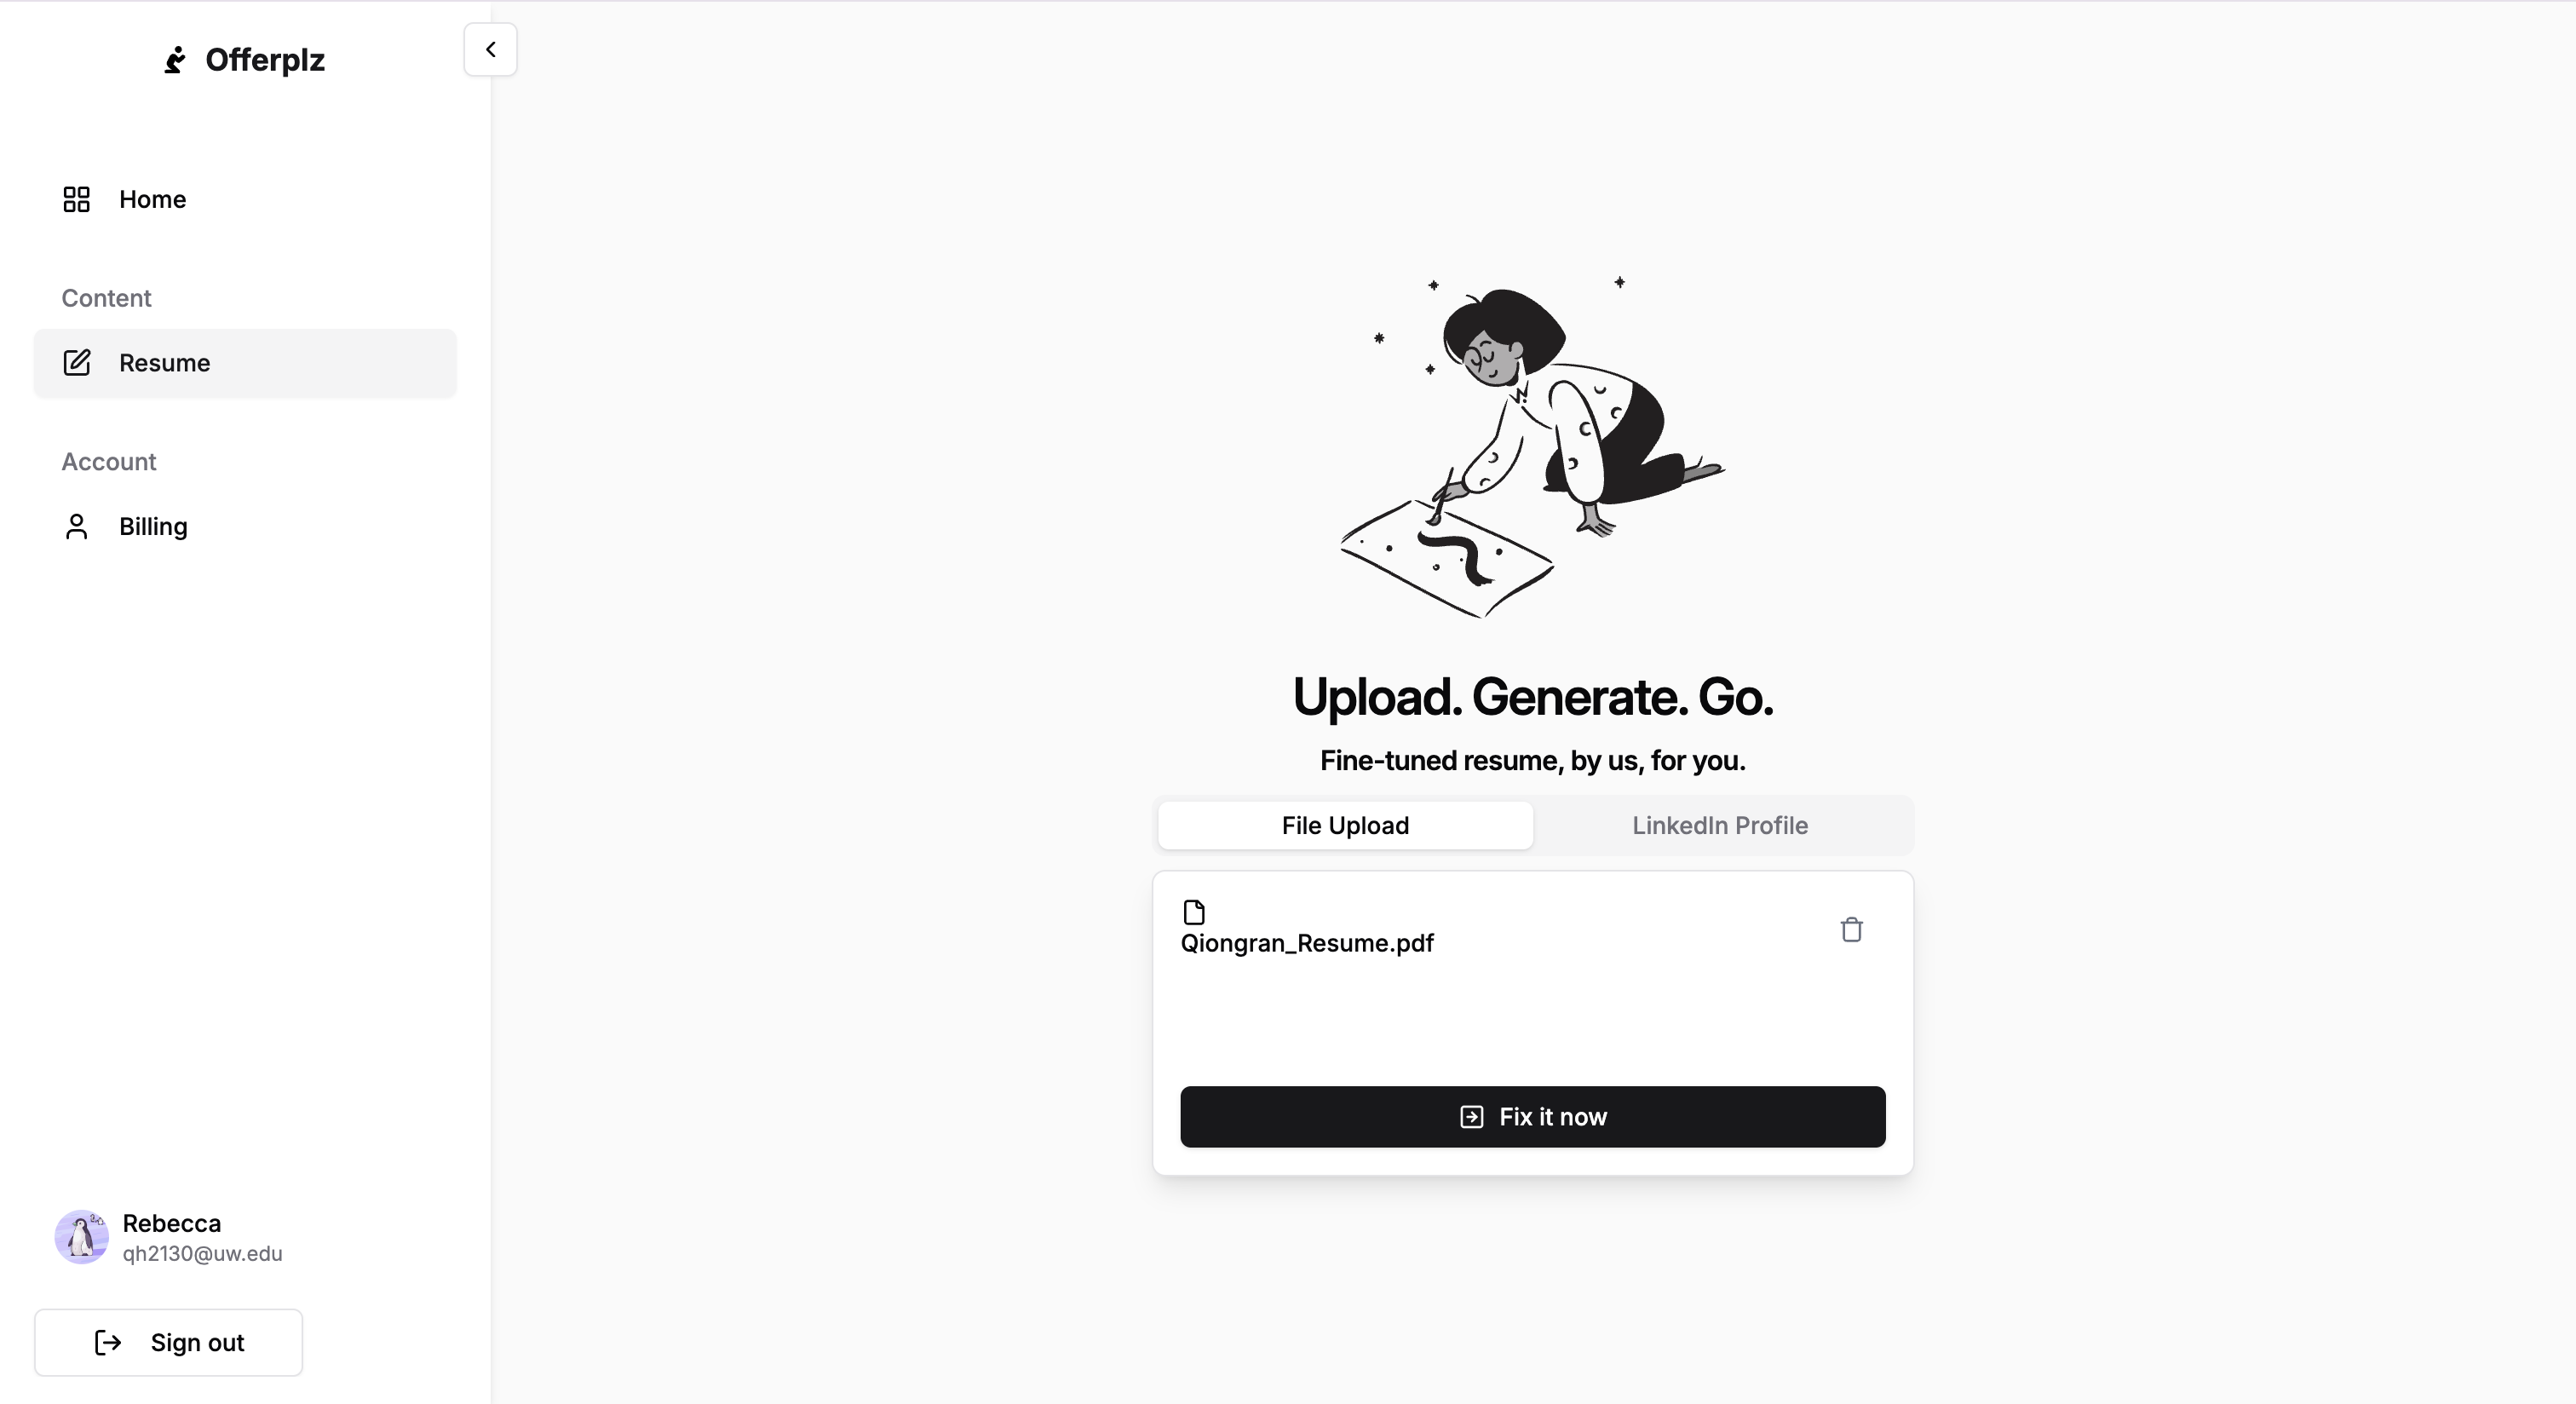 Offerplz
Home
Content
Resume
Account
Billing
Rebecca
qh2130@uw.edu
Sign out
Upload. Generate. Go.
Fine-tuned resume, by us, for you.
File Upload
LinkedIn Profile
Qiongran_Resume.pdf
Fix it now